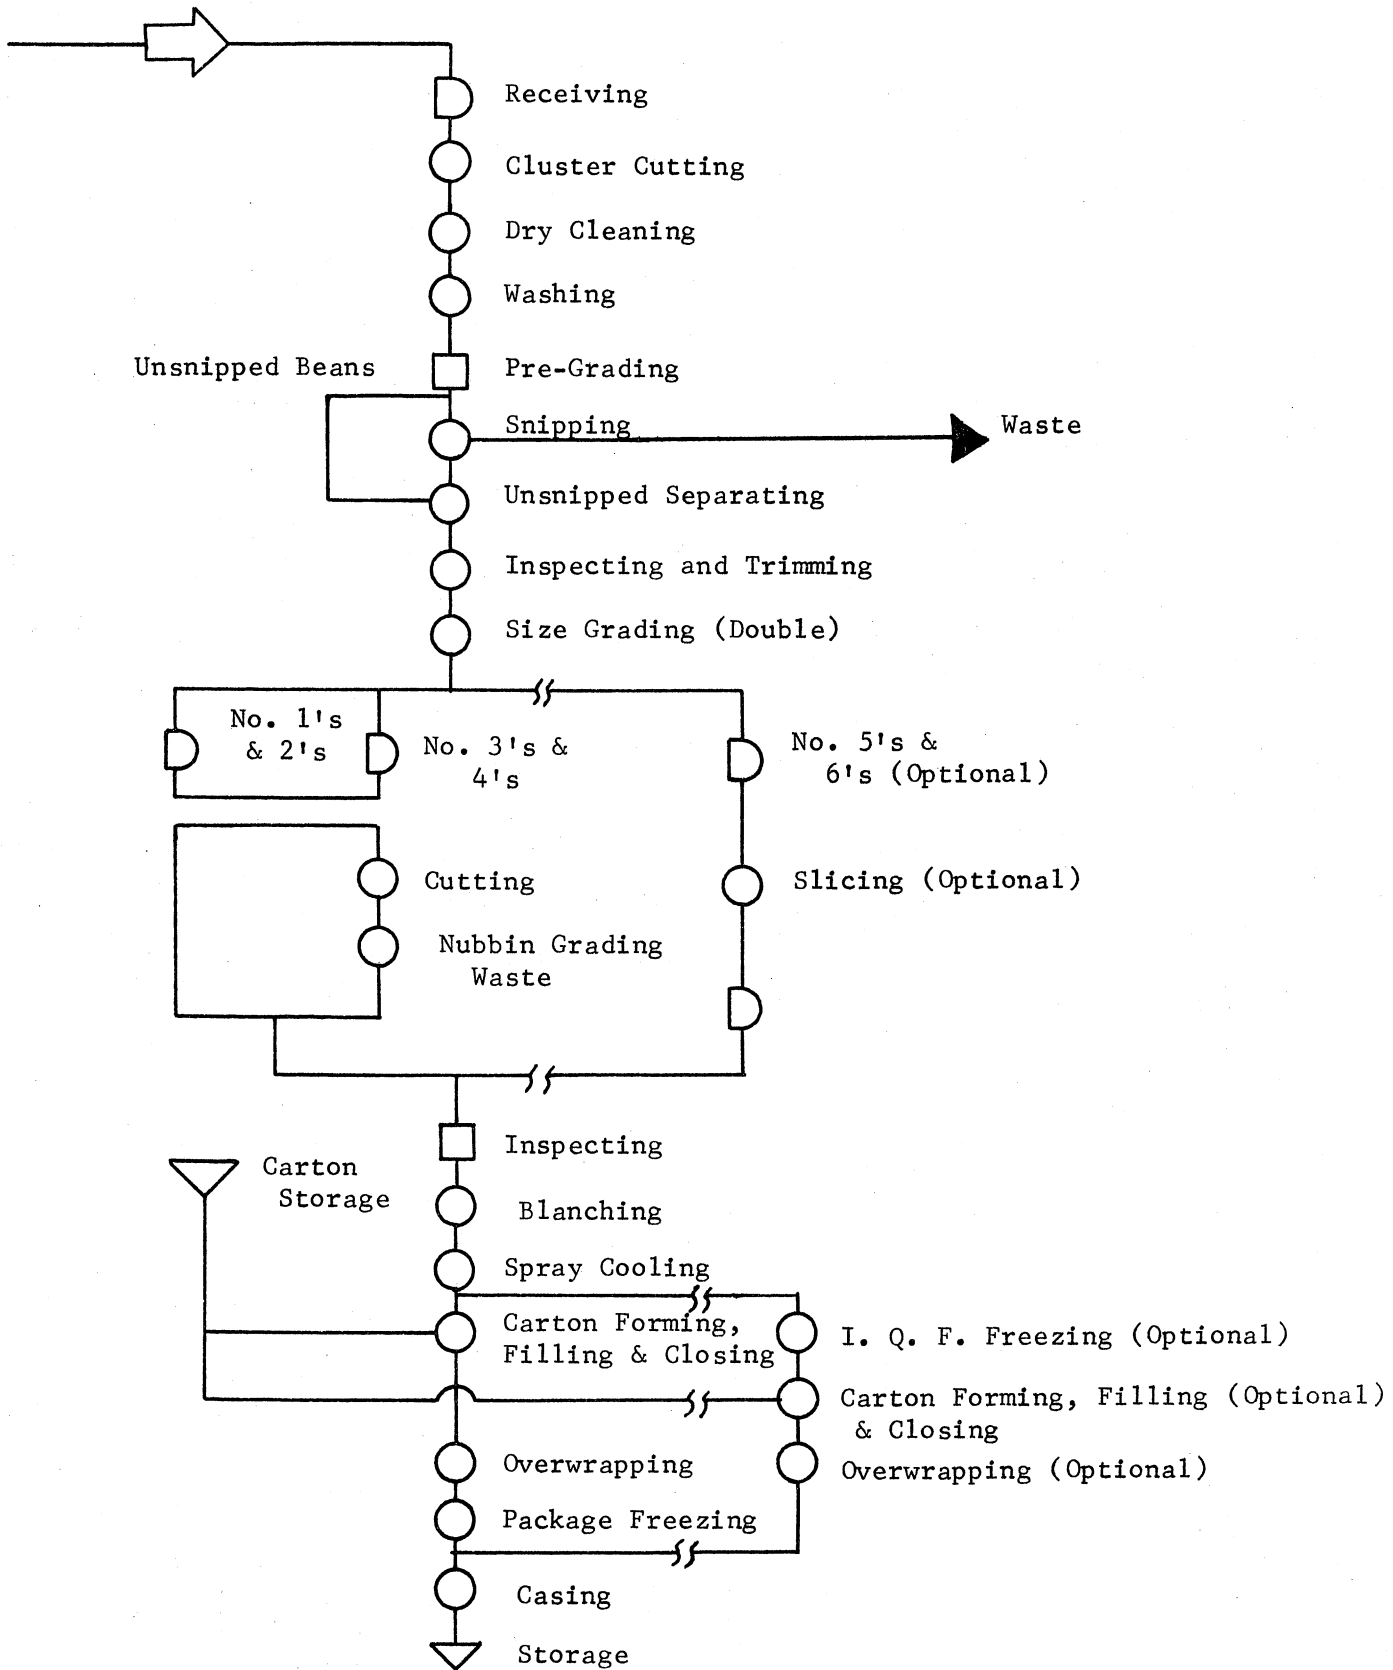 Receiving
Cluster Cutting
Dry Cleaning
Washing
Unsnipped Beans
Pre-Grading
Snipping
Waste
Unsnipped Separating
Inspecting and Trimming
Size Grading (Double)
No. 1's
& 2's
No. 3's &
4's
No. 5's &
6's (Optional)
Cutting
Slicing (Optional)
Nubbin Grading
Waste
Inspecting
Carton
Storage
Blanching
Spray Cooling
Carton Forming,
Filling & Closing
I. Q. F. Freezing (Optional)
Carton Forming, Filling (Optional)
& Closing
Overwrapping
Overwrapping (Optional)
Package Freezing
Casing
Storage